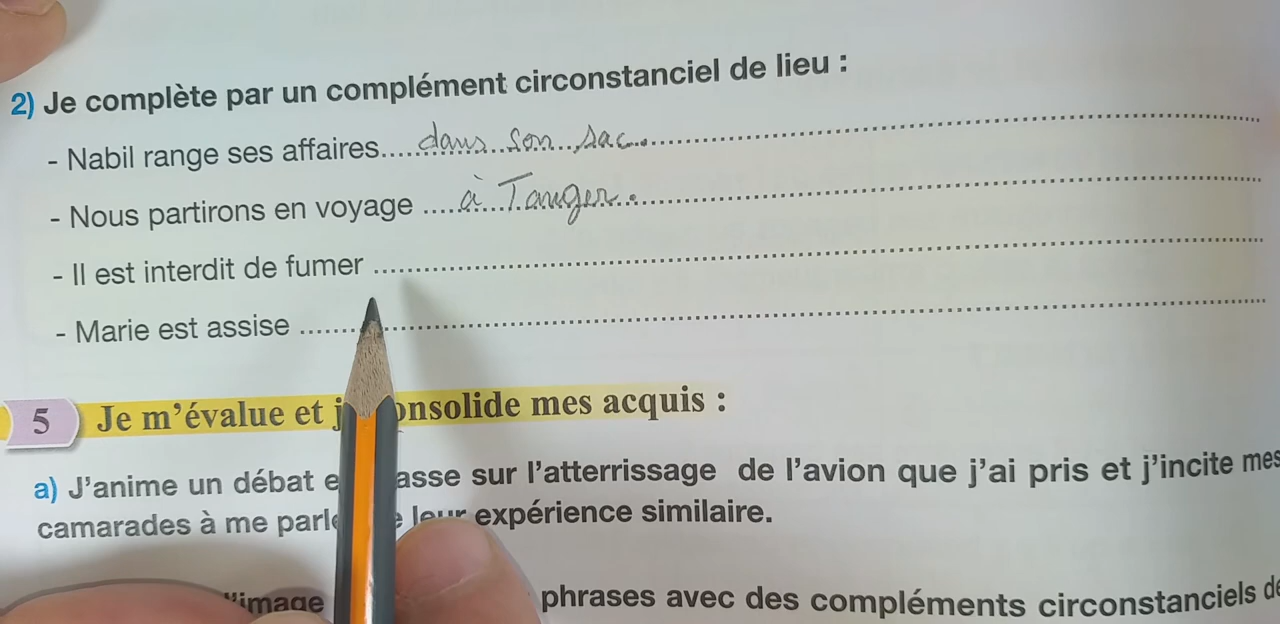 2) Je complète par un complément circonstanciel de lieu :
- Nabil range ses affaires.... dans son sac.
- Nous partirons en voyage .... à Tanger.
- Il est interdit de fumer ....
- Marie est assise ....
5 Je m'évalue et j onsolide mes acquis :
a) J'anime un débat e asse sur l'atterrissage de l'avion que j'ai pris et j'incite mes
camarades à me parle e leur expérience similaire.
l'image phrases avec des compléments circonstanciels de